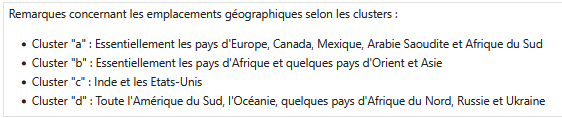 Remarques concernant les emplacements géographiques selon les clusters :
• Cluster "a" : Essentiellement les pays d'Europe, Canada, Mexique, Arabie Saoudite et Afrique du Sud
• Cluster "b" : Essentiellement les pays d'Afrique et quelques pays d'Orient et Asie
• Cluster "c" : Inde et les Etats-Unis
• Cluster "d" : Toute l'Amérique du Sud, l'Océanie, quelques pays d'Afrique du Nord, Russie et Ukraine